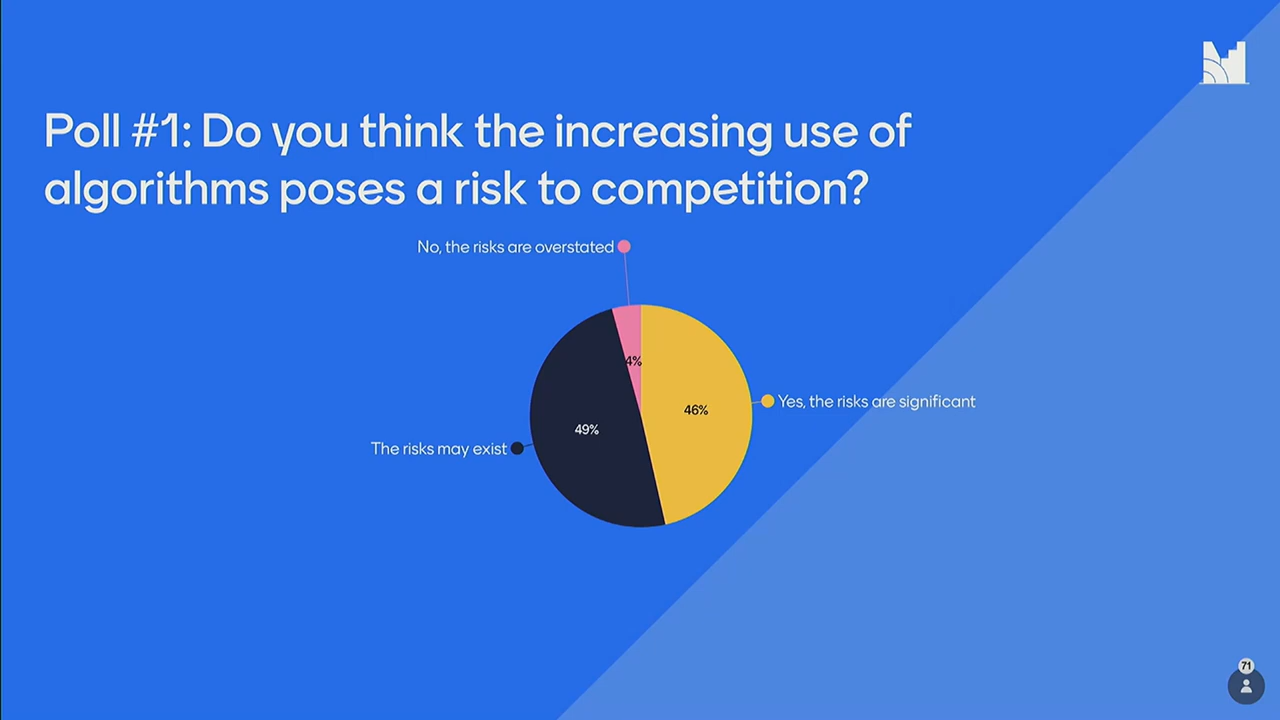 Poll #1: Do you think the increasing use of
algorithms poses a risk to competition?
No, the risks are overstated
4%
46%
Yes, the risks are significant
49%
The risks may exist
71